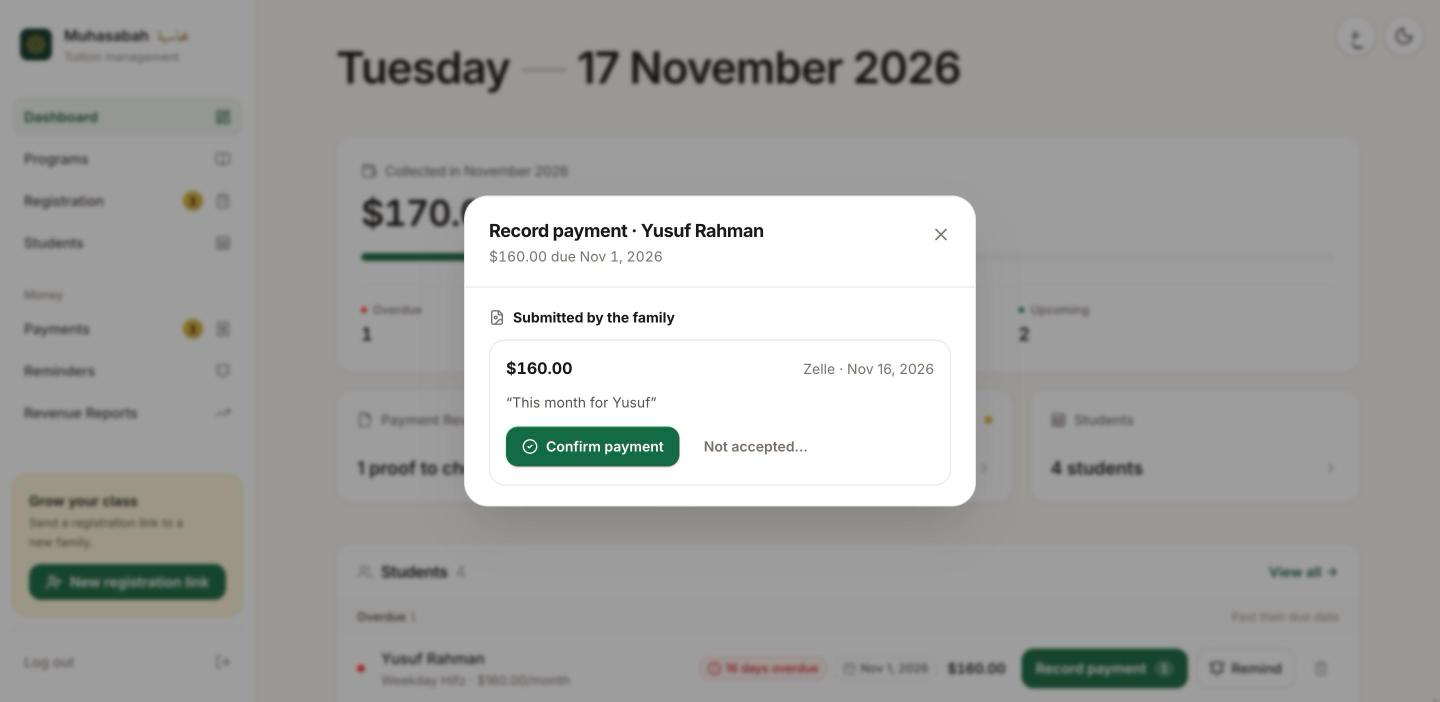 Muhasabah محاسبة
Tuition management
Dashboard
Programs
Registration 1
Students
Money
Payments 1
Reminders
Revenue Reports
Grow your class
Send a registration link to a
new family.
New registration link
Log out
ع
Tuesday — 17 November 2026
Collected in November 2026
$170.
Overdue
1
Upcoming
2
Payment Rev
1 proof to ch
Students
4 students
Record payment · Yusuf Rahman
$160.00 due Nov 1, 2026
Submitted by the family
$160.00 Zelle · Nov 16, 2026
“This month for Yusuf”
Confirm payment Not accepted...
Students 4 View all →
Overdue 1 Past their due date
Yusuf Rahman 16 days overdue Nov 1, 2026 $160.00 Record payment 1 Remind
Weekday Hifz · $160.00/month